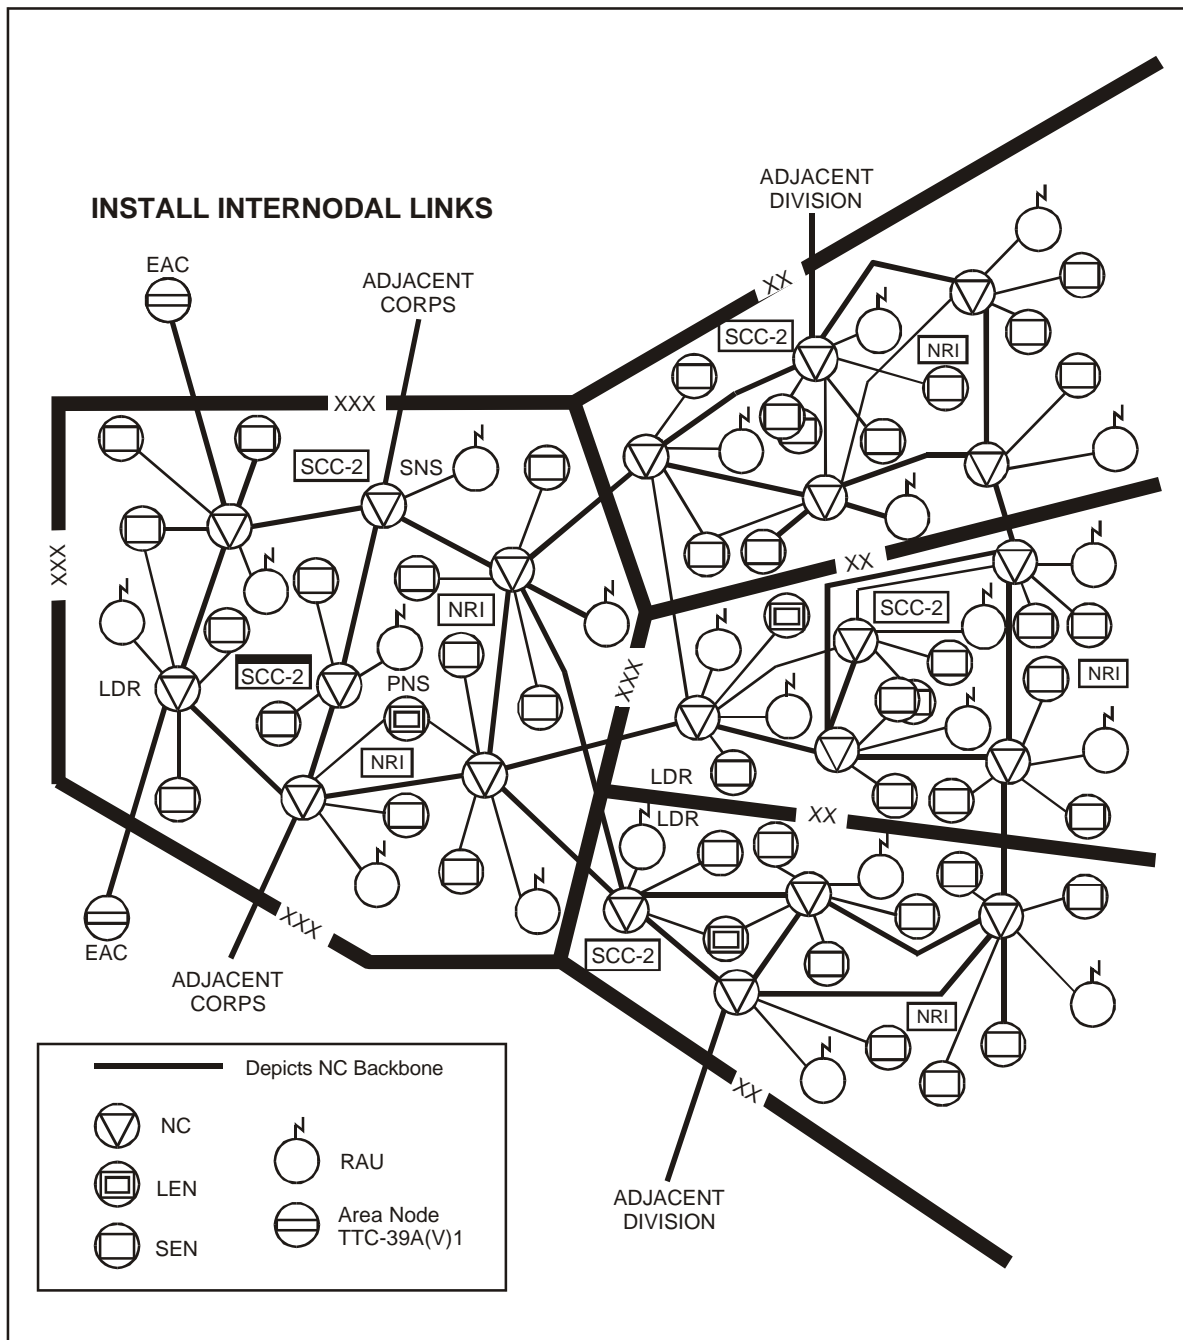 INSTALL INTERNODAL LINKS
EAC
ADJACENT
CORPS
ADJACENT
DIVISION
XX
SCC-2
NRI
XXX
SCC-2
SNS
XXX
XX
NRI
SCC-2
LDR
SCC-2
PNS
NRI
XXX
NRI
LDR
LDR
XX
XXX
EAC
ADJACENT
CORPS
SCC-2
NRI
XX
ADJACENT
DIVISION
Depicts NC Backbone
NC
LEN
SEN
RAU
Area Node
TTC-39A(V)1